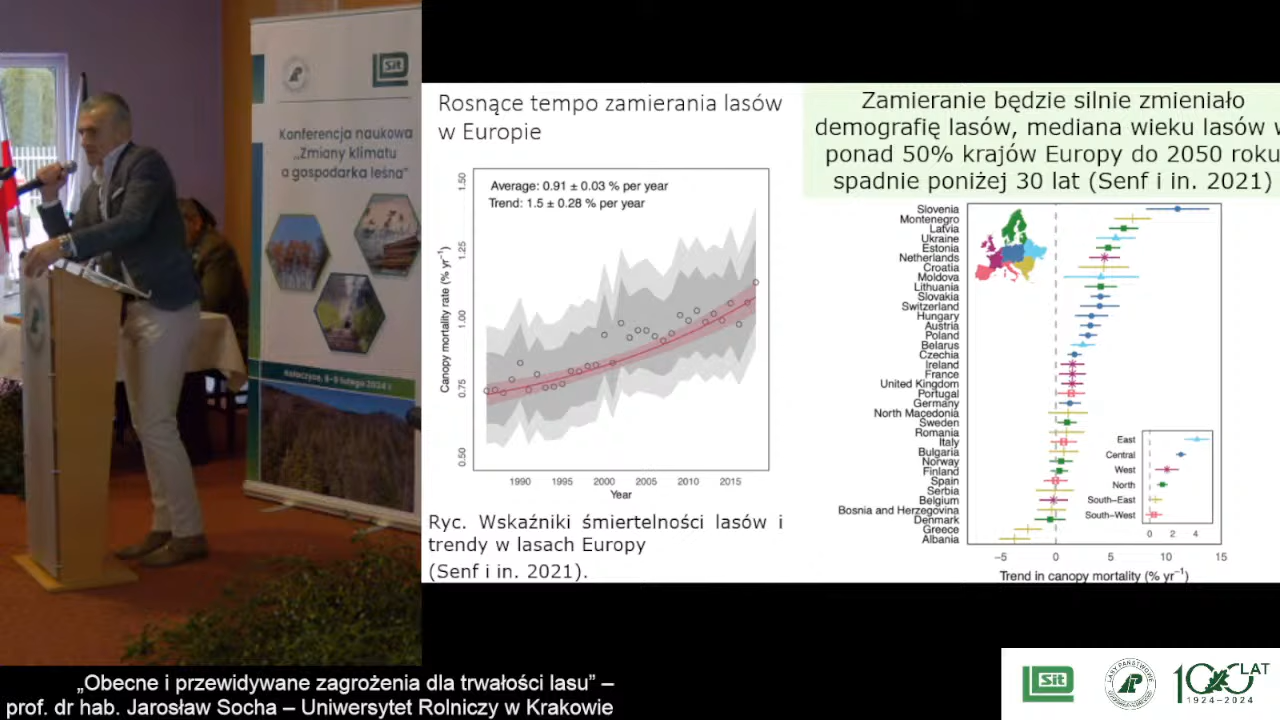 Sit
Konferencja naukowa
„Zmiany klimatu
a gospodarka leśna”
Rosnące tempo zamierania lasów
w Europie
Average: 0.91 ± 0.03 % per year
Trend: 1.5 ± 0.28 % per year
Canopy mortality rate (% yr⁻¹)
1.50
1.25
1.00
0.75
0.50
1990 1995 2000 2005 2010 2015
Year
Ryc. Wskaźniki śmiertelności lasów i
trendy w lasach Europy
(Senf i in. 2021).
Zamieranie będzie silnie zmieniało
demografię lasów, mediana wieku lasów
ponad 50% krajów Europy do 2050 roku
spadnie poniżej 30 lat (Senf i in. 2021)
Slovenia
Montenegro
Latvia
Ukraine
Estonia
Netherlands
Croatia
Moldova
Lithuania
Slovakia
Switzerland
Hungary
Austria
Poland
Belarus
Czechia
Ireland
France
United Kingdom
Portugal
Germany
North Macedonia
Sweden
Romania
Italy
Bulgaria
Norway
Finland
Spain
Serbia
Belgium
Bosnia and Herzegovina
Denmark
Greece
Albania
East
Central
West
North
South−East
South−West
0 2 4
−5 0 5 10 15
Trend in canopy mortality (% yr⁻¹)
„Obecne i przewidywane zagrożenia dla trwałości lasu” –
prof. dr hab. Jarosław Socha – Uniwersytet Rolniczy w Krakowie
Sit
LASY PAŃSTWOWE
100 LAT
1924-2024